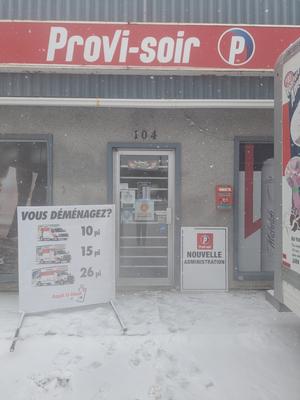 Provi-soir P
104
VOUS DÉMÉNAGEZ?
10 pi
15 pi
26 pi
P
NOUVELLE
ADMINISTRATION